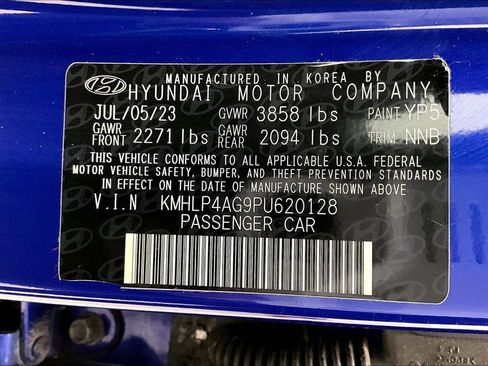 MANUFACTURED IN KOREA BY
HYUNDAI MOTOR COMPANY
JUL/05/23 GVWR 3858 lbs PAINT YP5
GAWR FRONT 2271 lbs GAWR REAR 2094 lbs TRIM NNB
THIS VEHICLE CONFORMS TO ALL APPLICABLE U.S.A. FEDERAL
MOTOR VEHICLE SAFETY, BUMPER, AND THEFT PREVENTION STANDARDS
IN EFFECT ON THE DATE OF MANUFACTURE SHOWN ABOVE
V.I.N KMHLP4AG9PU620128
PASSENGER CAR